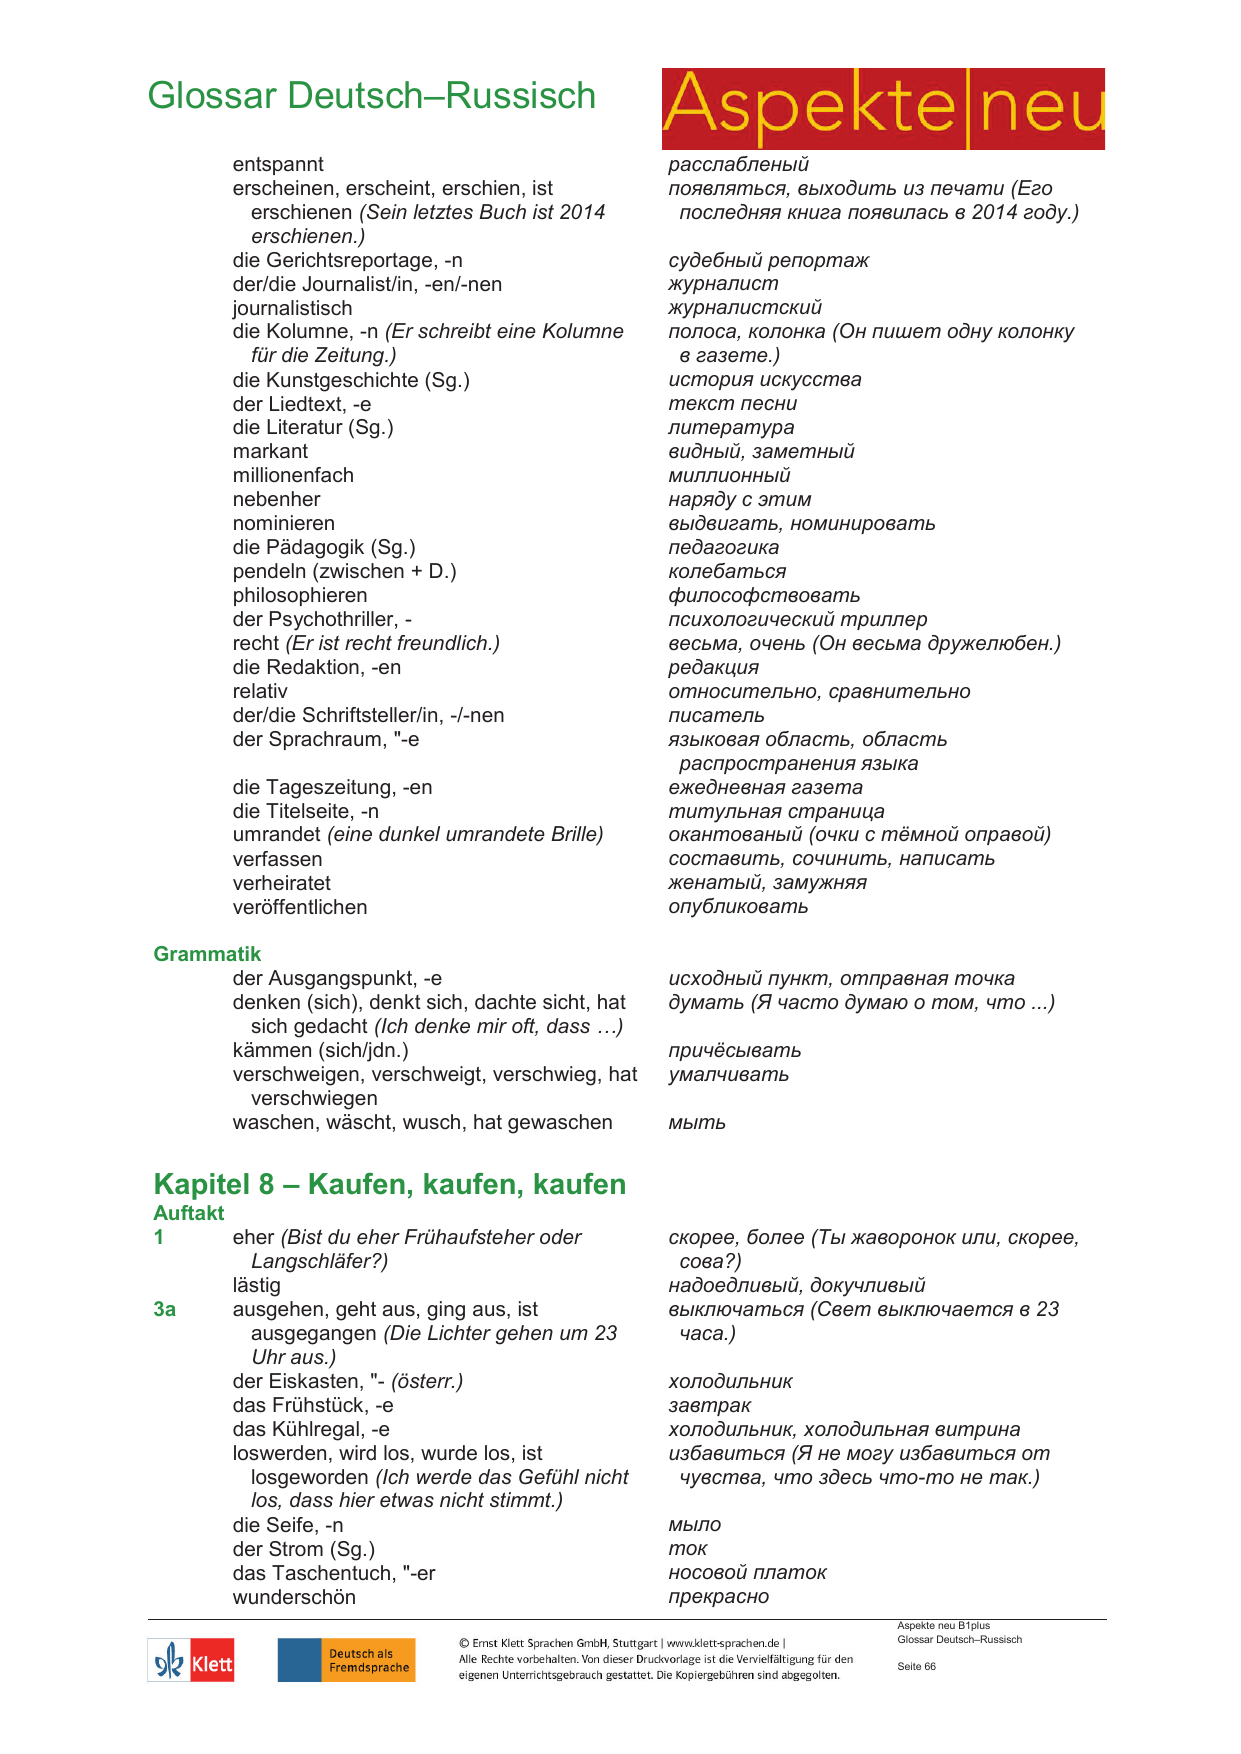 Glossar Deutsch–Russisch
Aspekte|neu
entspannt расслабленый
erscheinen, erscheint, erschien, ist появляться, выходить из печати (Его
erschienen (Sein letztes Buch ist 2014 последняя книга появилась в 2014 году.)
erschienen.)
die Gerichtsreportage, -n судебный репортаж
der/die Journalist/in, -en/-nen журналист
journalistisch журналистский
die Kolumne, -n (Er schreibt eine Kolumne полоса, колонка (Он пишет одну колонку
für die Zeitung.) в газете.)
die Kunstgeschichte (Sg.) история искусства
der Liedtext, -e текст песни
die Literatur (Sg.) литература
markant видный, заметный
millionenfach миллионный
nebenher наряду с этим
nominieren выдвигать, номинировать
die Pädagogik (Sg.) педагогика
pendeln (zwischen + D.) колебаться
philosophieren философствовать
der Psychothriller, - психологический триллер
recht (Er ist recht freundlich.) весьма, очень (Он весьма дружелюбен.)
die Redaktion, -en редакция
relativ относительно, сравнительно
der/die Schriftsteller/in, -/-nen писатель
der Sprachraum, "-e языковая область, область
распространения языка
die Tageszeitung, -en ежедневная газета
die Titelseite, -n титульная страница
umrandet (eine dunkel umrandete Brille) окантованый (очки с тёмной оправой)
verfassen составить, сочинить, написать
verheiratet женатый, замужняя
veröffentlichen опубликовать
Grammatik
der Ausgangspunkt, -e исходный пункт, отправная точка
denken (sich), denkt sich, dachte sicht, hat думать (Я часто думаю о том, что ...)
sich gedacht (Ich denke mir oft, dass …)
kämmen (sich/jdn.) причёсывать
verschweigen, verschweigt, verschwieg, hat умалчивать
verschwiegen
waschen, wäscht, wusch, hat gewaschen мыть
Kapitel 8 – Kaufen, kaufen, kaufen
Auftakt
1 eher (Bist du eher Frühaufsteher oder скорее, более (Ты жаворонок или, скорее,
Langschläfer?) сова?)
lästig надоедливый, докучливый
3a ausgehen, geht aus, ging aus, ist выключаться (Свет выключается в 23
ausgegangen (Die Lichter gehen um 23 часа.)
Uhr aus.)
der Eiskasten, "- (österr.) холодильник
das Frühstück, -e завтрак
das Kühlregal, -e холодильник, холодильная витрина
loswerden, wird los, wurde los, ist избавиться (Я не могу избавиться от
losgeworden (Ich werde das Gefühl nicht чувства, что здесь что-то не так.)
los, dass hier etwas nicht stimmt.)
die Seife, -n мыло
der Strom (Sg.) ток
das Taschentuch, "-er носовой платок
wunderschön прекрасно
Klett
Deutsch als
Fremdsprache
© Ernst Klett Sprachen GmbH, Stuttgart | www.klett-sprachen.de |
Alle Rechte vorbehalten. Von dieser Druckvorlage ist die Vervielfältigung für den
eigenen Unterrichtsgebrauch gestattet. Die Kopiergebühren sind abgegolten.
Aspekte neu B1plus
Glossar Deutsch–Russisch
Seite 66